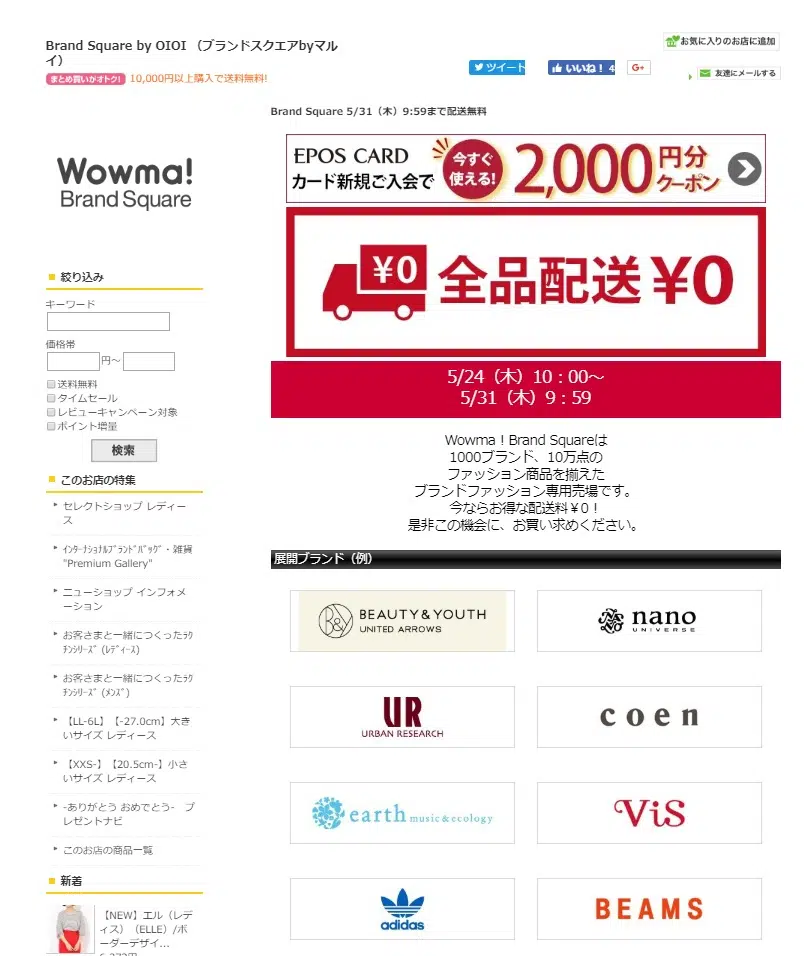 Brand Square by OIOI （ブランドスクエアbyマル
イ）
まとめ買いがオトク! 10,000円以上購入で送料無料!
ツイート
いいね！ 4
G+
お気に入りのお店に追加
友達にメールする
Wowma!
Brand Square
絞り込み
キーワード
価格帯
円～
送料無料
タイムセール
レビューキャンペーン対象
ポイント増量
検索
このお店の特集
セレクトショップ レディー
ス
ｲﾝﾀｰﾅｼｮﾅﾙﾌﾞﾗﾝﾄﾞﾊﾞｯｸﾞ・雑貨
"Premium Gallery"
ニューショップ インフォメ
ーション
お客さまと一緒につくったﾗｸ
ﾁﾝｼﾘｰｽﾞ (ﾚﾃﾞｨｰｽ)
お客さまと一緒につくったﾗｸ
ﾁﾝｼﾘｰｽﾞ (ﾒﾝｽﾞ)
【LL-6L】【-27.0cm】大き
いサイズ レディース
【XXS-】【20.5cm-】小さ
いサイズ レディース
-ありがとう おめでとう-　プ
レゼントナビ
このお店の商品一覧
新着
【NEW】エル（レデ
ィス）（ELLE）/ボ
ーダーデザイ...
Brand Square 5/31（木）9:59まで配送無料
EPOS CARD
カード新規ご入会で
今すぐ
使える!
2,000円分
クーポン
¥0 全品配送¥0
5/24（木）10：00～
5/31（木）9：59
Wowma！Brand Squareは
1000ブランド、10万点の
ファッション商品を揃えた
ブランドファッション専用売場です。
今ならお得な配送料￥0！
是非この機会に、お買い求めください。
展開ブランド（例）
B&Y BEAUTY&YOUTH
UNITED ARROWS
nano
UNIVERSE
UR
URBAN RESEARCH
coen
earth music&ecology
ViS
adidas
BEAMS